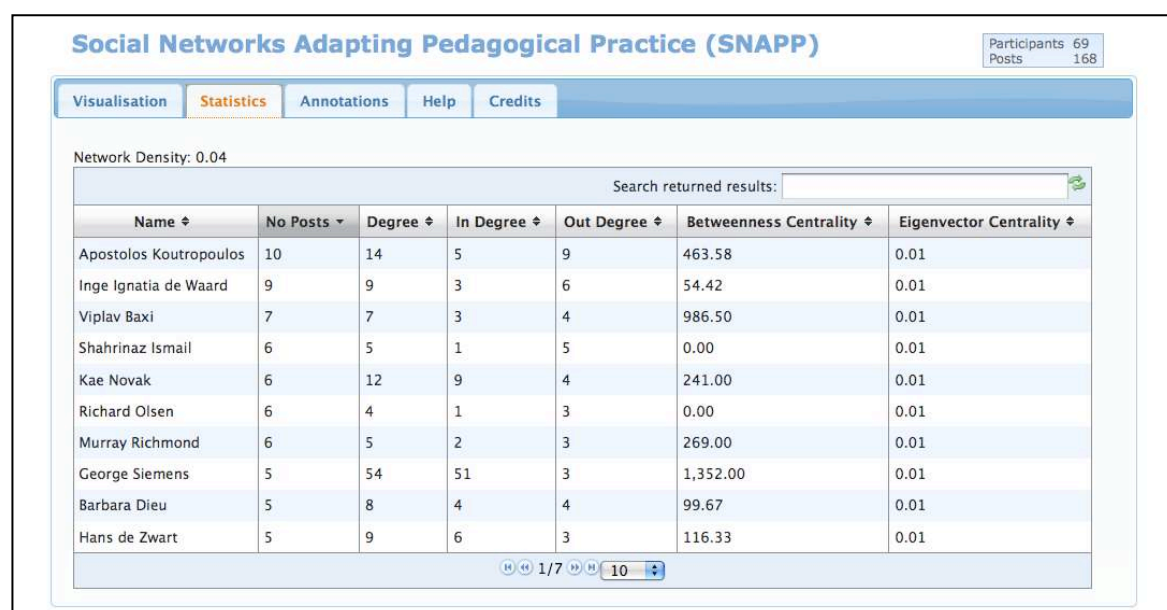 Social Networks Adapting Pedagogical Practice (SNAPP)
Participants 69
Posts 168
Visualisation Statistics Annotations Help Credits
Network Density: 0.04
Search returned results:
Name No Posts Degree In Degree Out Degree Betweenness Centrality Eigenvector Centrality
Apostolos Koutropoulos 10 14 5 9 463.58 0.01
Inge Ignatia de Waard 9 9 3 6 54.42 0.01
Viplav Baxi 7 7 3 4 986.50 0.01
Shahrinaz Ismail 6 5 1 5 0.00 0.01
Kae Novak 6 12 9 4 241.00 0.01
Richard Olsen 6 4 1 3 0.00 0.01
Murray Richmond 6 5 2 3 269.00 0.01
George Siemens 5 54 51 3 1,352.00 0.01
Barbara Dieu 5 8 4 4 99.67 0.01
Hans de Zwart 5 9 6 3 116.33 0.01
1/7 10